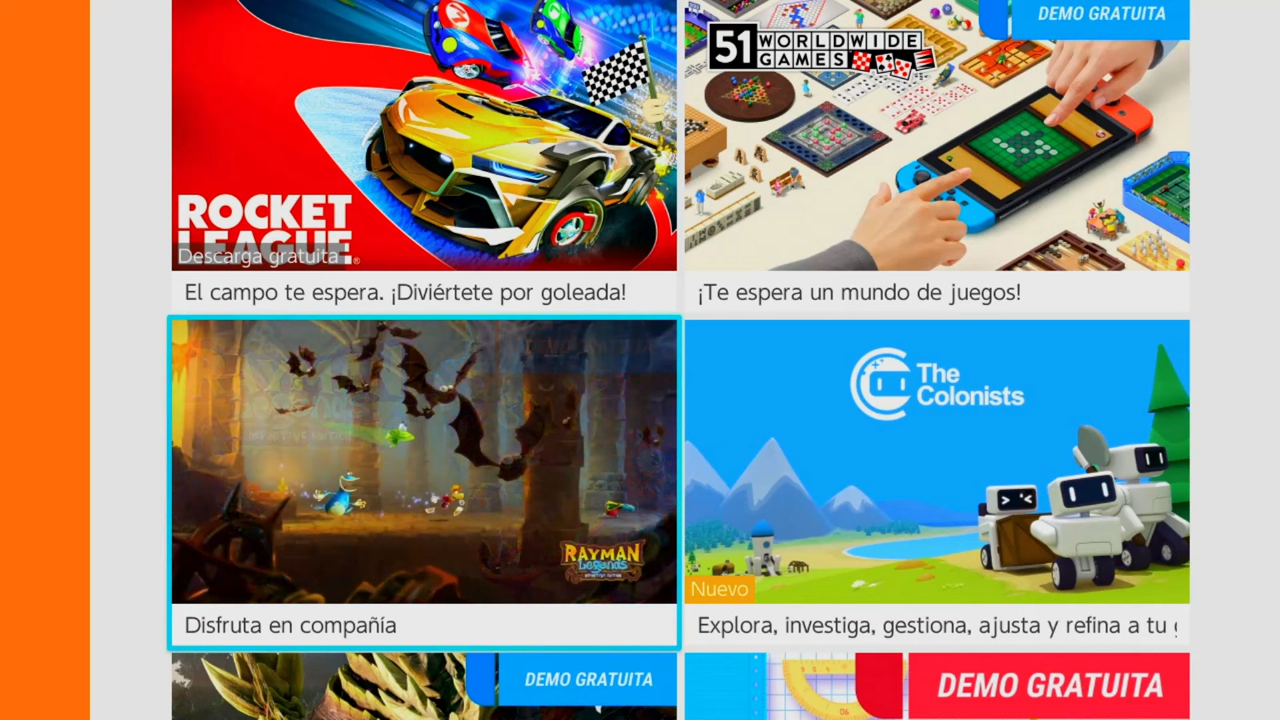 DEMO GRATUITA
51 WORLDWIDE
GAMES
ROCKET
LEAGUE®
Descarga gratuita
El campo te espera. ¡Diviértete por goleada!
¡Te espera un mundo de juegos!
The
Colonists
RAYMAN
Legends
DEFINITIVE EDITION
Nuevo
Disfruta en compañía
Explora, investiga, gestiona, ajusta y refina a tu
DEMO GRATUITA
DEMO GRATUITA